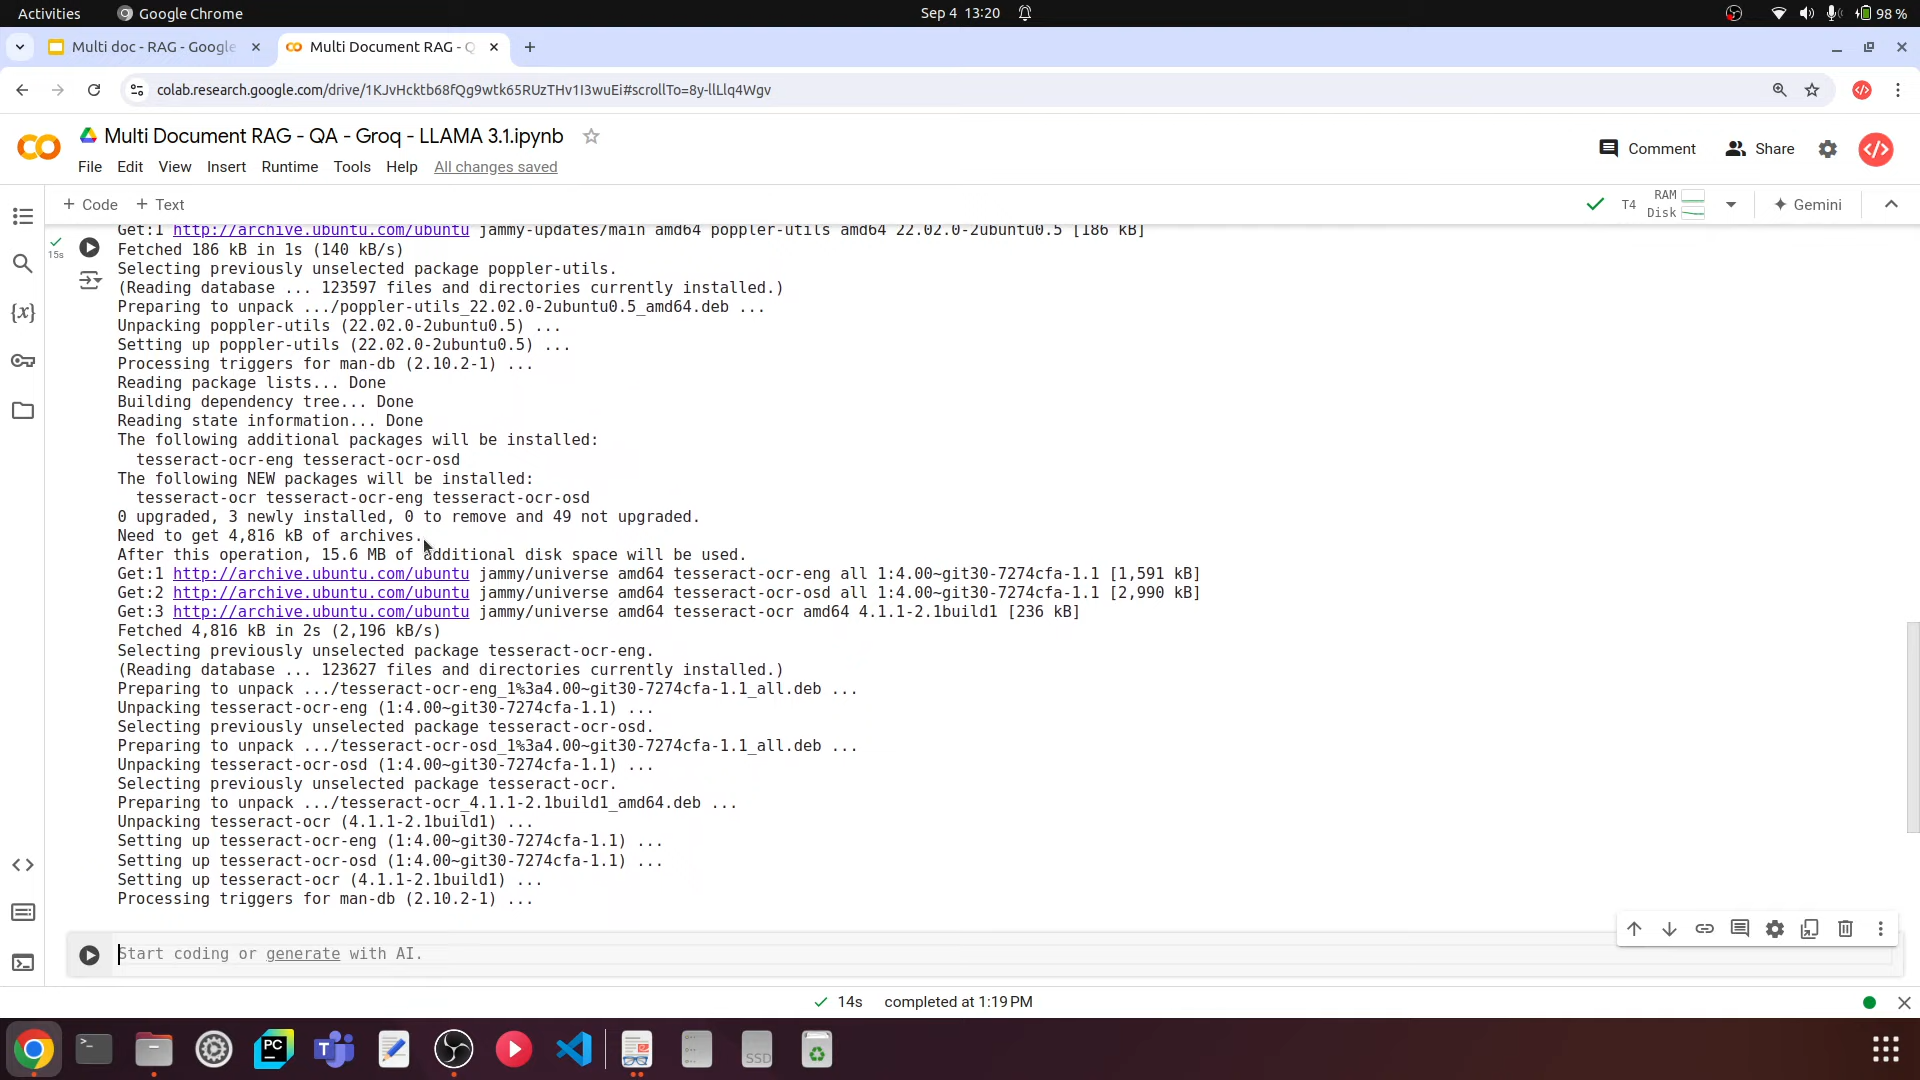 Activities
Google Chrome
Sep 4 13:20
98 %
Multi doc - RAG - Google
Multi Document RAG - Q
colab.research.google.com/drive/1KJvHcktb68fQg9wtk65RUzTHv1I3wuEi#scrollTo=8y-llLlq4Wgv
Multi Document RAG - QA - Groq - LLAMA 3.1.ipynb
Comment
Share
File Edit View Insert Runtime Tools Help All changes saved
+ Code + Text
T4
RAM
Disk
Gemini
15s
Get:1 http://archive.ubuntu.com/ubuntu jammy-updates/main amd64 poppler-utils amd64 22.02.0-2ubuntu0.5 [186 kB]
Fetched 186 kB in 1s (140 kB/s)
Selecting previously unselected package poppler-utils.
(Reading database ... 123597 files and directories currently installed.)
Preparing to unpack .../poppler-utils_22.02.0-2ubuntu0.5_amd64.deb ...
Unpacking poppler-utils (22.02.0-2ubuntu0.5) ...
Setting up poppler-utils (22.02.0-2ubuntu0.5) ...
Processing triggers for man-db (2.10.2-1) ...
Reading package lists... Done
Building dependency tree... Done
Reading state information... Done
The following additional packages will be installed:
tesseract-ocr-eng tesseract-ocr-osd
The following NEW packages will be installed:
tesseract-ocr tesseract-ocr-eng tesseract-ocr-osd
0 upgraded, 3 newly installed, 0 to remove and 49 not upgraded.
Need to get 4,816 kB of archives.
After this operation, 15.6 MB of additional disk space will be used.
Get:1 http://archive.ubuntu.com/ubuntu jammy/universe amd64 tesseract-ocr-eng all 1:4.00~git30-7274cfa-1.1 [1,591 kB]
Get:2 http://archive.ubuntu.com/ubuntu jammy/universe amd64 tesseract-ocr-osd all 1:4.00~git30-7274cfa-1.1 [2,990 kB]
Get:3 http://archive.ubuntu.com/ubuntu jammy/universe amd64 tesseract-ocr amd64 4.1.1-2.1build1 [236 kB]
Fetched 4,816 kB in 2s (2,196 kB/s)
Selecting previously unselected package tesseract-ocr-eng.
(Reading database ... 123627 files and directories currently installed.)
Preparing to unpack .../tesseract-ocr-eng_1%3a4.00~git30-7274cfa-1.1_all.deb ...
Unpacking tesseract-ocr-eng (1:4.00~git30-7274cfa-1.1) ...
Selecting previously unselected package tesseract-ocr-osd.
Preparing to unpack .../tesseract-ocr-osd_1%3a4.00~git30-7274cfa-1.1_all.deb ...
Unpacking tesseract-ocr-osd (1:4.00~git30-7274cfa-1.1) ...
Selecting previously unselected package tesseract-ocr.
Preparing to unpack .../tesseract-ocr_4.1.1-2.1build1_amd64.deb ...
Unpacking tesseract-ocr (4.1.1-2.1build1) ...
Setting up tesseract-ocr-eng (1:4.00~git30-7274cfa-1.1) ...
Setting up tesseract-ocr-osd (1:4.00~git30-7274cfa-1.1) ...
Setting up tesseract-ocr (4.1.1-2.1build1) ...
Processing triggers for man-db (2.10.2-1) ...
Start coding or generate with AI.
14s completed at 1:19 PM
PC
SSD